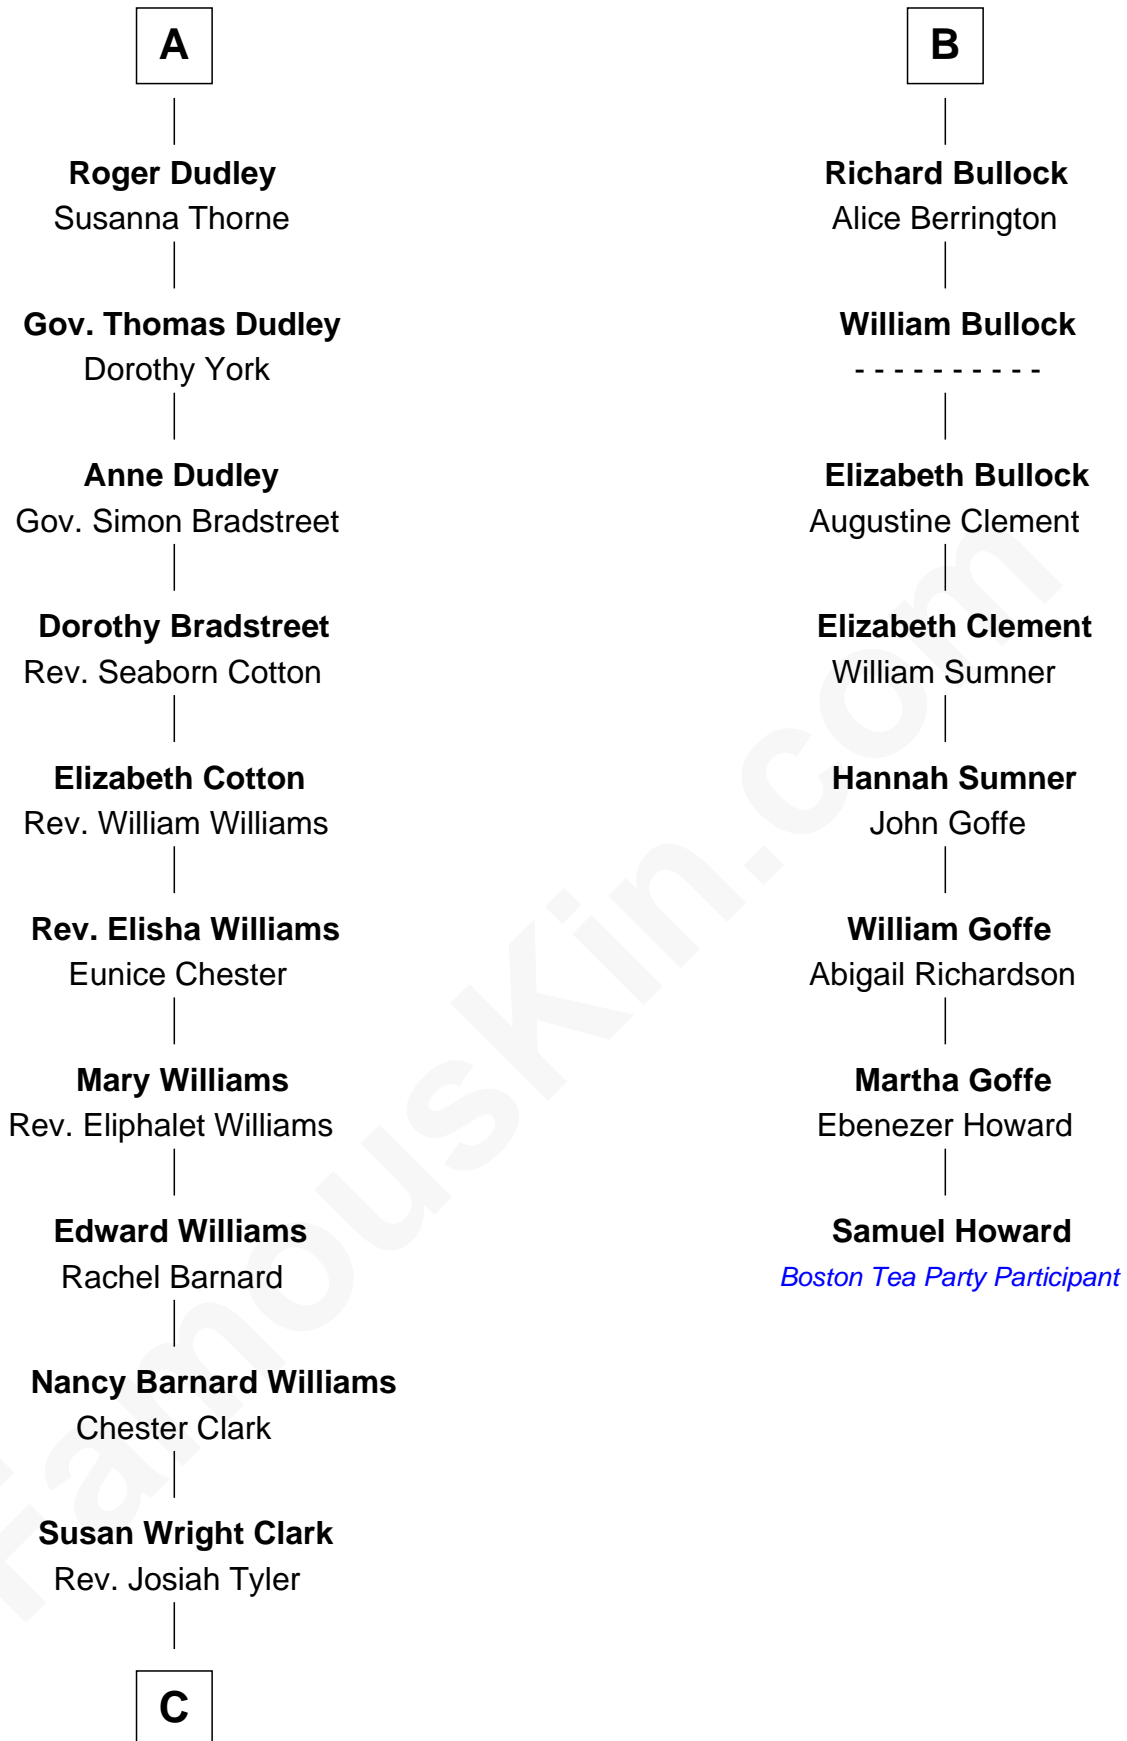 A
Roger Dudley
Susanna Thorne
Gov. Thomas Dudley
Dorothy York
Anne Dudley
Gov. Simon Bradstreet
Dorothy Bradstreet
Rev. Seaborn Cotton
Elizabeth Cotton
Rev. William Williams
Rev. Elisha Williams
Eunice Chester
Mary Williams
Rev. Eliphalet Williams
Edward Williams
Rachel Barnard
Nancy Barnard Williams
Chester Clark
Susan Wright Clark
Rev. Josiah Tyler
C
B
Richard Bullock
Alice Berrington
William Bullock
- - - - - - - - - -
Elizabeth Bullock
Augustine Clement
Elizabeth Clement
William Sumner
Hannah Sumner
John Goffe
William Goffe
Abigail Richardson
Martha Goffe
Ebenezer Howard
Samuel Howard
Boston Tea Party Participant
FamousKin.com